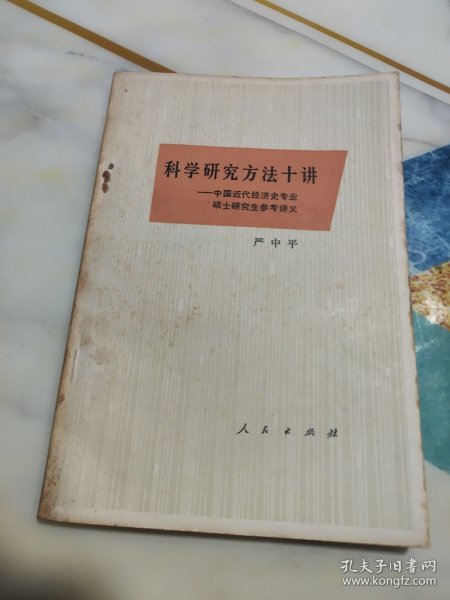 科学研究方法十讲
——中国近代经济史专业
硕士研究生参考讲义
严中平
人民出版社
孔夫子旧书网
www.kongfz.com